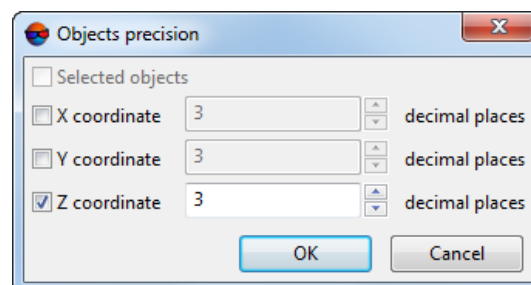 Objects precision
Selected objects
X coordinate 3 decimal places
Y coordinate 3 decimal places
Z coordinate 3 decimal places
OK Cancel